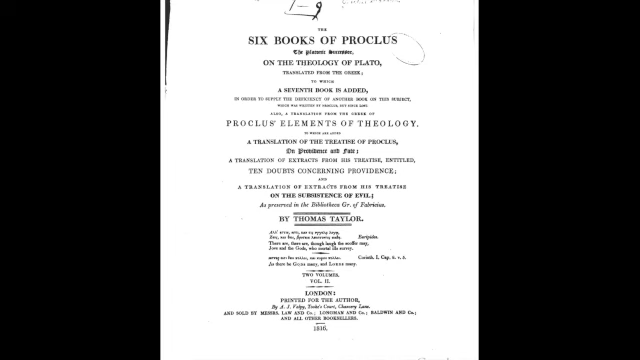 1-9
THE
SIX BOOKS OF PROCLUS
The Platonic Successor,
ON THE THEOLOGY OF PLATO,
TRANSLATED FROM THE GREEK;
TO WHICH
A SEVENTH BOOK IS ADDED,
IN ORDER TO SUPPLY THE DEFICIENCY OF ANOTHER BOOK ON THIS SUBJECT,
WHICH WAS WRITTEN BY PROCLUS, BUT SINCE LOST.
ALSO, A TRANSLATION FROM THE GREEK OF
PROCLUS' ELEMENTS OF THEOLOGY.
TO WHICH ARE ADDED
A TRANSLATION OF THE TREATISE OF PROCLUS,
On Providence and Fate;
A TRANSLATION OF EXTRACTS FROM HIS TREATISE, ENTITLED,
TEN DOUBTS CONCERNING PROVIDENCE;
AND
A TRANSLATION OF EXTRACTS FROM HIS TREATISE
ON THE SUBSISTENCE OF EVIL;
As preserved in the Bibliotheca Gr. of Fabricius.
BY THOMAS TAYLOR.
Euripides.
There are, there are, though laugh the scoffer may,
Jove and the Gods, who mortal ills survey.
Corinth. I. Cap. 8. v. 5.
As there be GODS many, and LORDS many.
TWO VOLUMES.
VOL. II.
LONDON:
PRINTED FOR THE AUTHOR,
By A. J. Valpy, Tooke's Court, Chancery Lane.
AND SOLD BY MESSRS. LAW AND Co.; LONGMAN AND Co.; BALDWIN AND Co.;
AND ALL OTHER BOOKSELLERS.
1816.